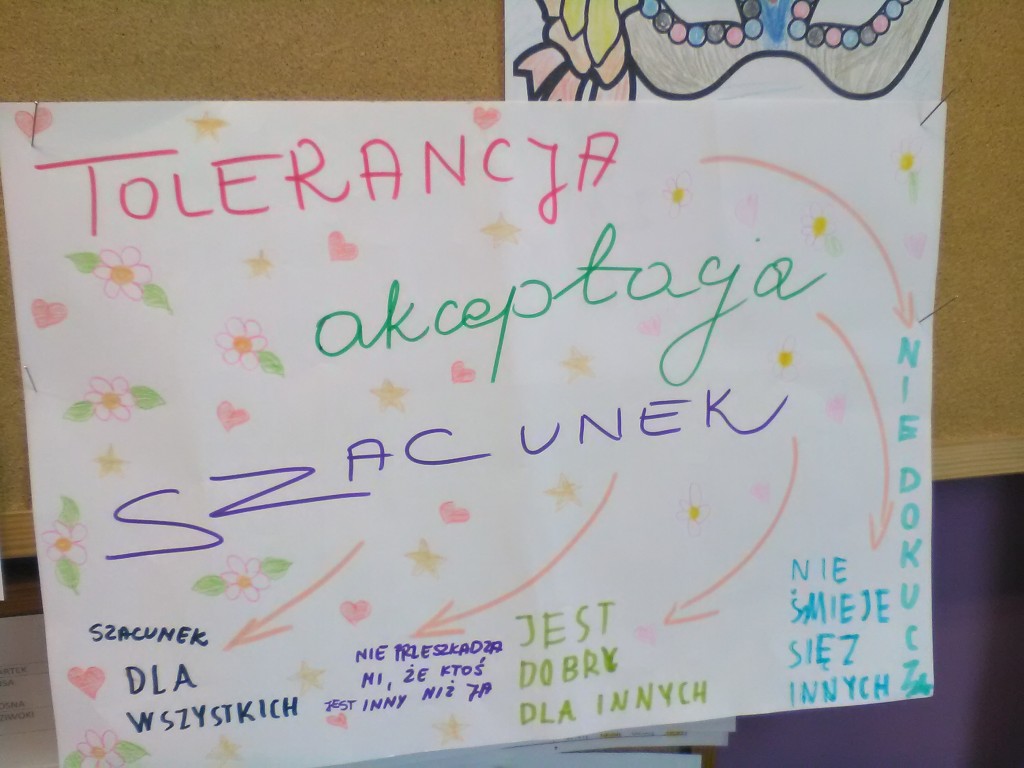 TOLERANCJA
akceptacja
SZACUNEK
SZACUNEK
DLA
WSZYSTKICH
NIE PRZESZKADZA
MI, ŻE KTOŚ
JEST INNY NIŻ JA
JEST
DOBRY
DLA INNYCH
NIE
ŚMIEJE
SIĘ Z
INNYCH
NIE DOKUCZA